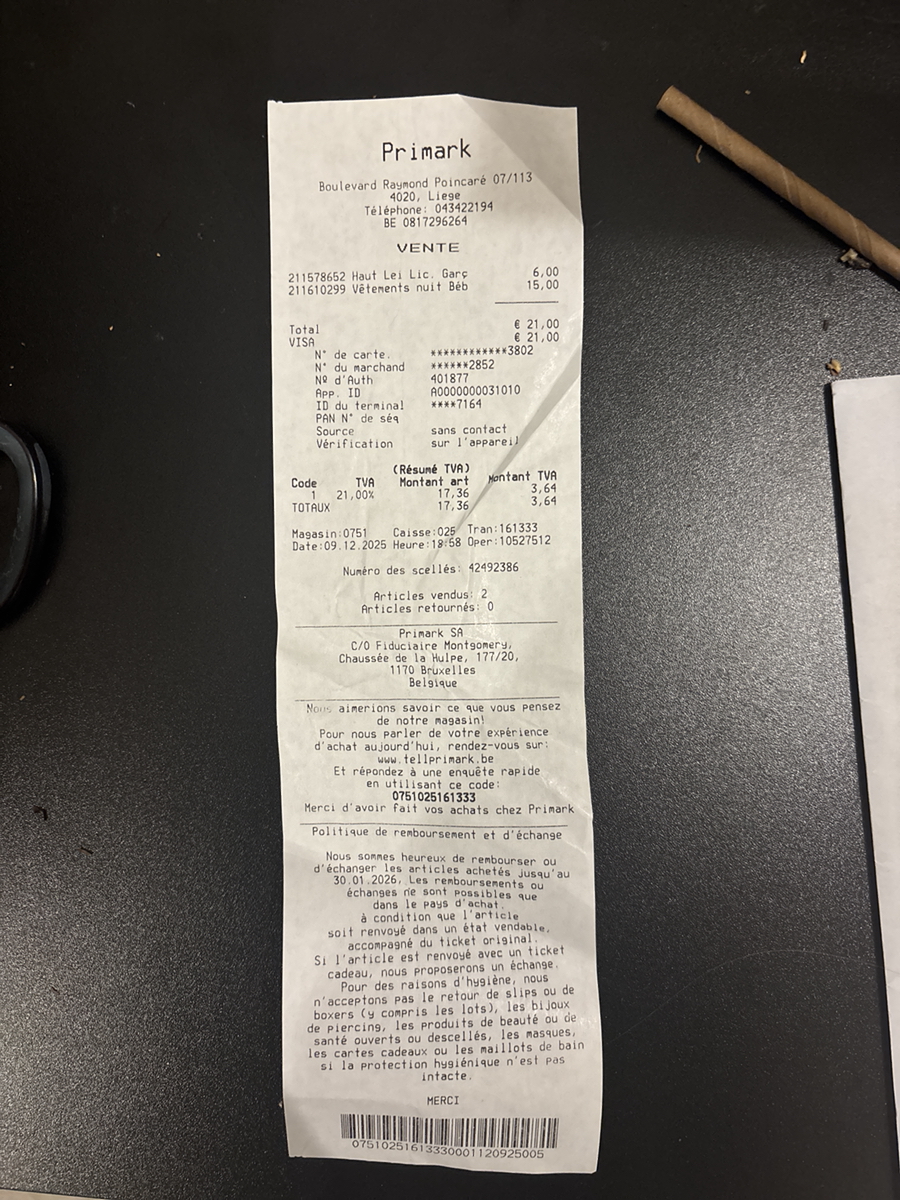 Primark
Boulevard Raymond Poincaré 07/113
4020, Liege
Téléphone: 043422194
BE 0817296264
VENTE
211578652 Haut Lei Lic. Garç 6,00
211610299 Vêtements nuit Béb 15,00
Total € 21,00
VISA € 21,00
N° de carte. ************3802
N° du marchand ******2852
Nº d'Auth 401877
App. ID A0000000031010
ID du terminal ****7164
PAN N° de séq
Source sans contact
Vérification sur l'appareil
(Résumé TVA)
Code TVA Montant art Montant TVA
1 21,00% 17,36 3,64
TOTAUX 17,36 3,64
Magasin:0751 Caisse:025 Tran:161333
Date:09.12.2025 Heure:18:58 Oper:10527512
Numéro des scellés: 42492386
Articles vendus: 2
Articles retournés: 0
Primark SA
C/O Fiduciaire Montgomery,
Chaussée de la Hulpe, 177/20,
1170 Bruxelles
Belgique
Nous aimerions savoir ce que vous pensez
de notre magasin!
Pour nous parler de votre expérience
d'achat aujourd'hui, rendez-vous sur:
www.tellprimark.be
Et répondez à une enquête rapide
en utilisant ce code:
0751025161333
Merci d'avoir fait vos achats chez Primark
Politique de remboursement et d'échange
Nous sommes heureux de rembourser ou
d'échanger les articles achetés jusqu'au
30.01.2026. Les remboursements ou
échanges ne sont possibles que
dans le pays d'achat.
à condition que l'article
soit renvoyé dans un état vendable,
accompagné du ticket original.
Si l'article est renvoyé avec un ticket
cadeau, nous proposerons un échange.
Pour des raisons d'hygiène, nous
n'acceptons pas le retour de slips ou de
boxers (y compris les lots), les bijoux
de piercing, les produits de beauté ou de
santé ouverts ou descellés, les masques,
les cartes cadeaux ou les maillots de bain
si la protection hygiénique n'est pas
intacte.
MERCI
07510251613330001120925005